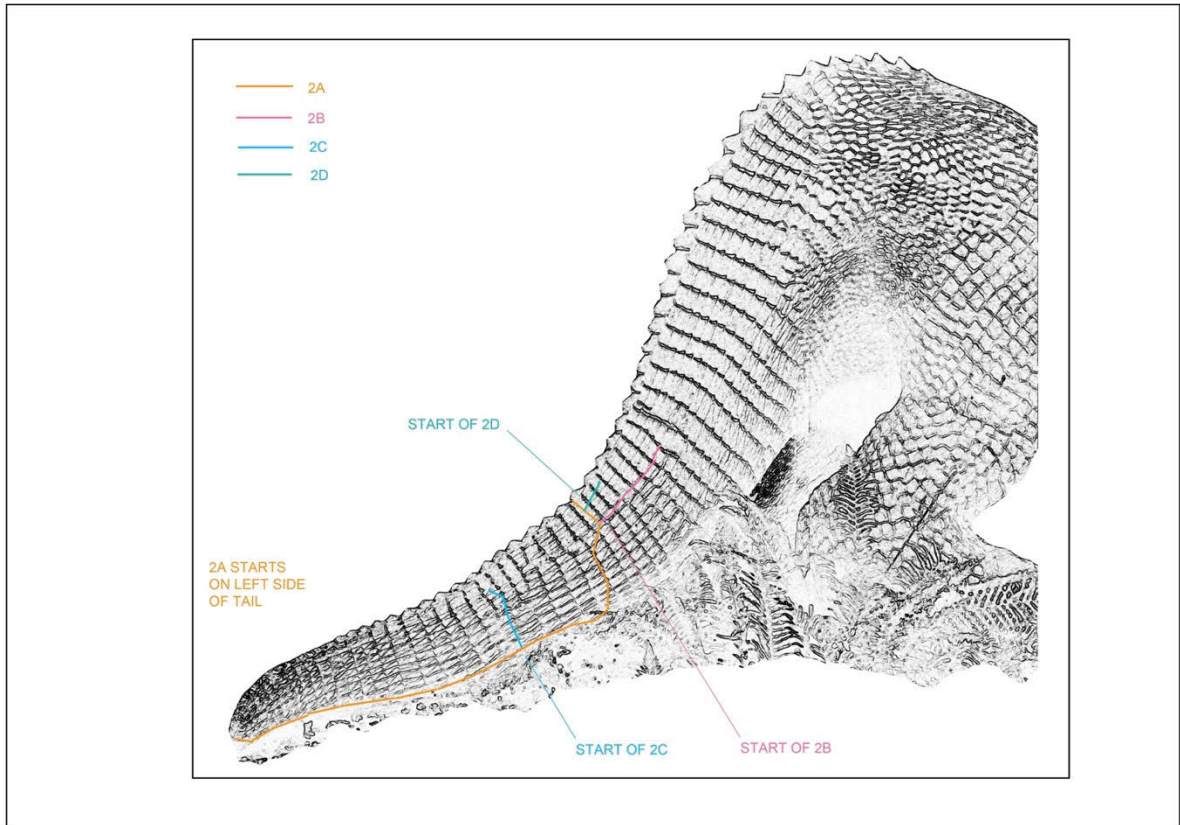 2A
2B
2C
2D
START OF 2D
2A STARTS
ON LEFT SIDE
OF TAIL
START OF 2C
START OF 2B